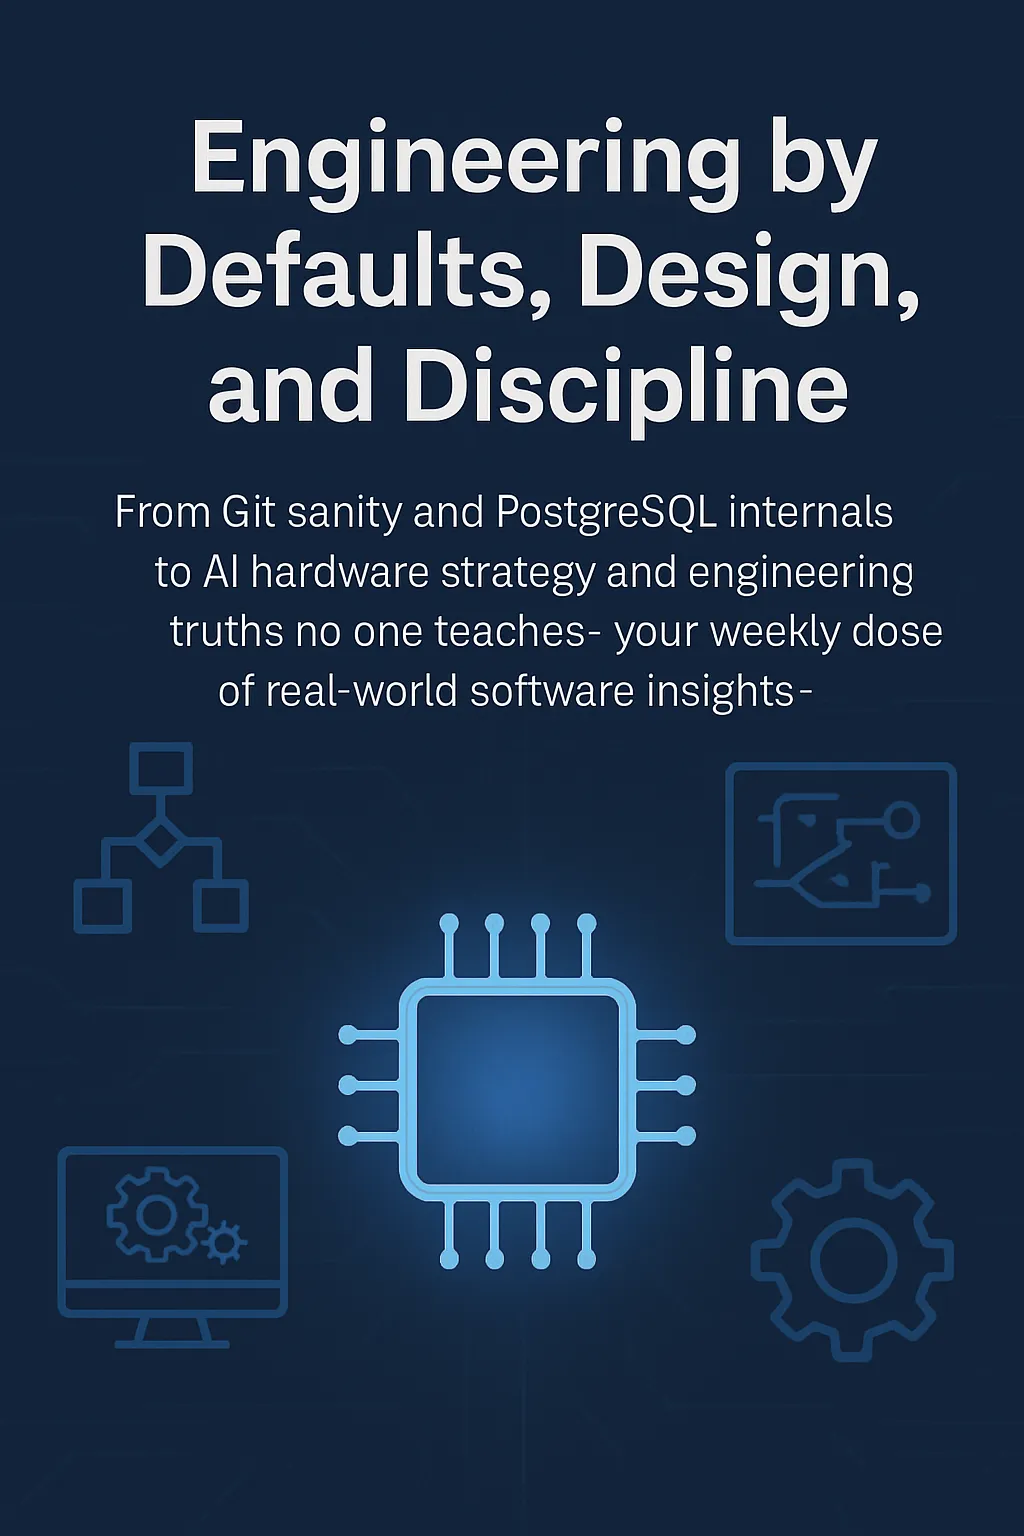 Engineering by
Defaults, Design,
and Discipline
From Git sanity and PostgreSQL internals
to AI hardware strategy and engineering
truths no one teaches- your weekly dose
of real-world software insights-